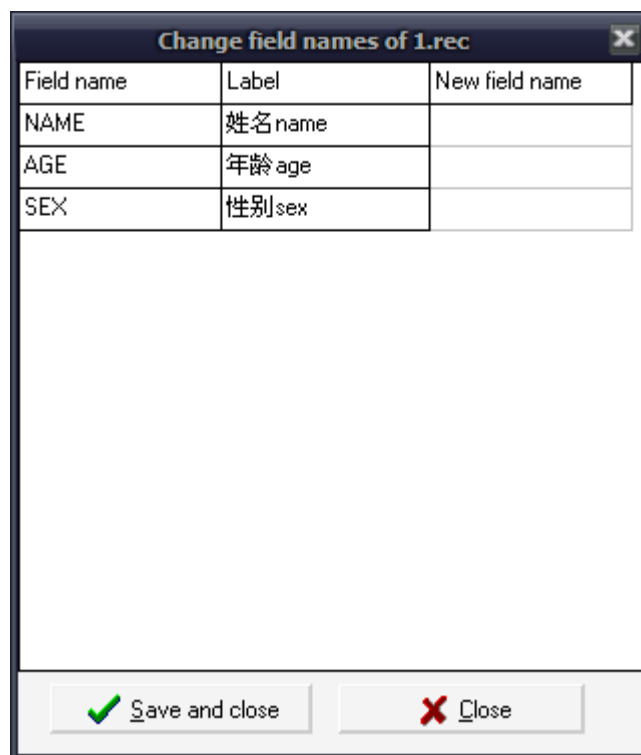 Change field names of 1.rec
Field name Label New field name
NAME 姓名name
AGE 年龄age
SEX 性别sex
Save and close Close